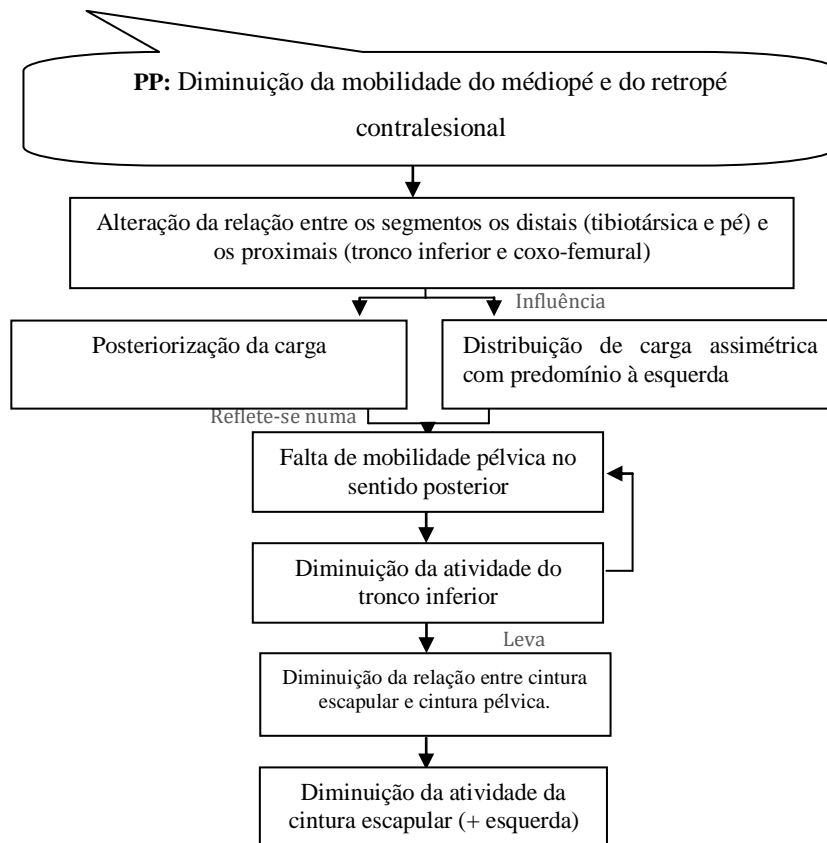 PP: Diminuição da mobilidade do médiopé e do retropé
contralesional
Alteração da relação entre os segmentos os distais (tibiotársica e pé) e
os proximais (tronco inferior e coxo-femural)
Influência
Posteriorização da carga
Distribuição de carga assimétrica
com predomínio à esquerda
Reflete-se numa
Falta de mobilidade pélvica no
sentido posterior
Diminuição da atividade do
tronco inferior
Leva
Diminuição da relação entre cintura
escapular e cintura pélvica.
Diminuição da atividade da
cintura escapular (+ esquerda)